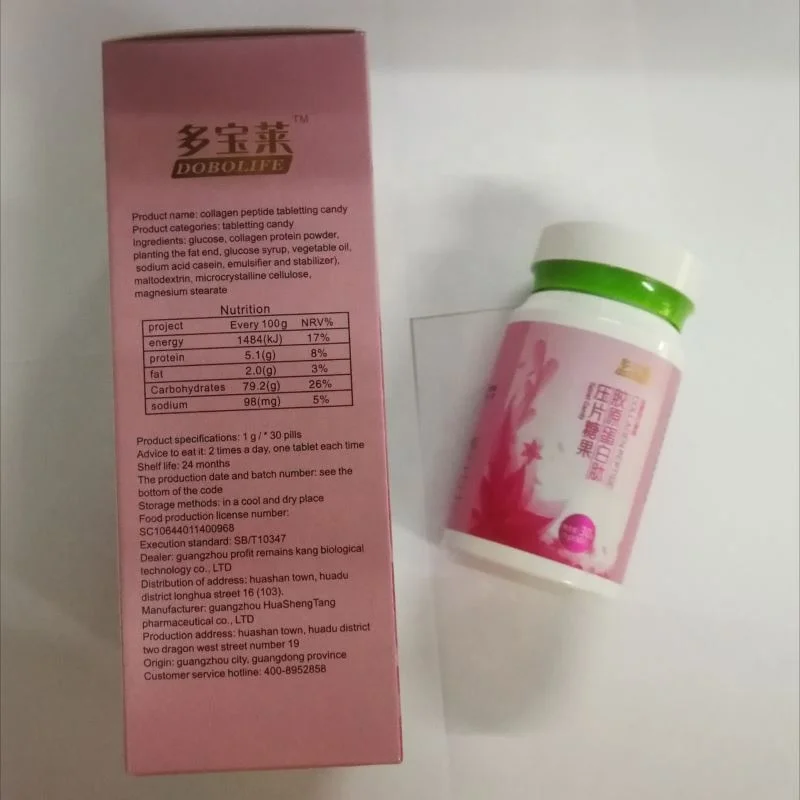 多宝莱 TM
DOBOLIFE
Product name: collagen peptide tabletting candy
Product categories: tabletting candy
Ingredients: glucose, collagen protein powder,
planting the fat end, glucose syrup, vegetable oil,
sodium acid casein, emulsifier and stabilizer),
maltodextrin, microcrystalline cellulose,
magnesium stearate
Nutrition
project Every 100g NRV%
energy 1484(kJ) 17%
protein 5.1(g) 8%
fat 2.0(g) 3%
Carbohydrates 79.2(g) 26%
sodium 98(mg) 5%
Product specifications: 1 g / * 30 pills
Advice to eat it: 2 times a day, one tablet each time
Shelf life: 24 months
The production date and batch number: see the
bottom of the code
Storage methods: in a cool and dry place
Food production license number:
SC10644011400968
Execution standard: SB/T10347
Dealer: guangzhou profit remains kang biological
technology co., LTD
Distribution of address: huashan town, huadu
district longhua street 16 (103).
Manufacturer: guangzhou HuaShengTang
pharmaceutical co., LTD
Production address: huashan town, huadu district
two dragon west street number 19
Origin: guangzhou city, guangdong province
Customer service hotline: 400-8952858
多宝莱
胶原蛋白肽
压片糖果